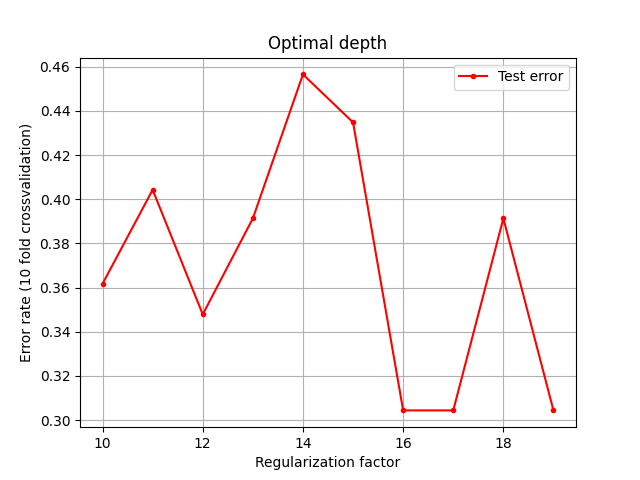 Optimal depth
Test error
Error rate (10 fold crossvalidation)
0.46
0.44
0.42
0.40
0.38
0.36
0.34
0.32
0.30
10 12 14 16 18
Regularization factor